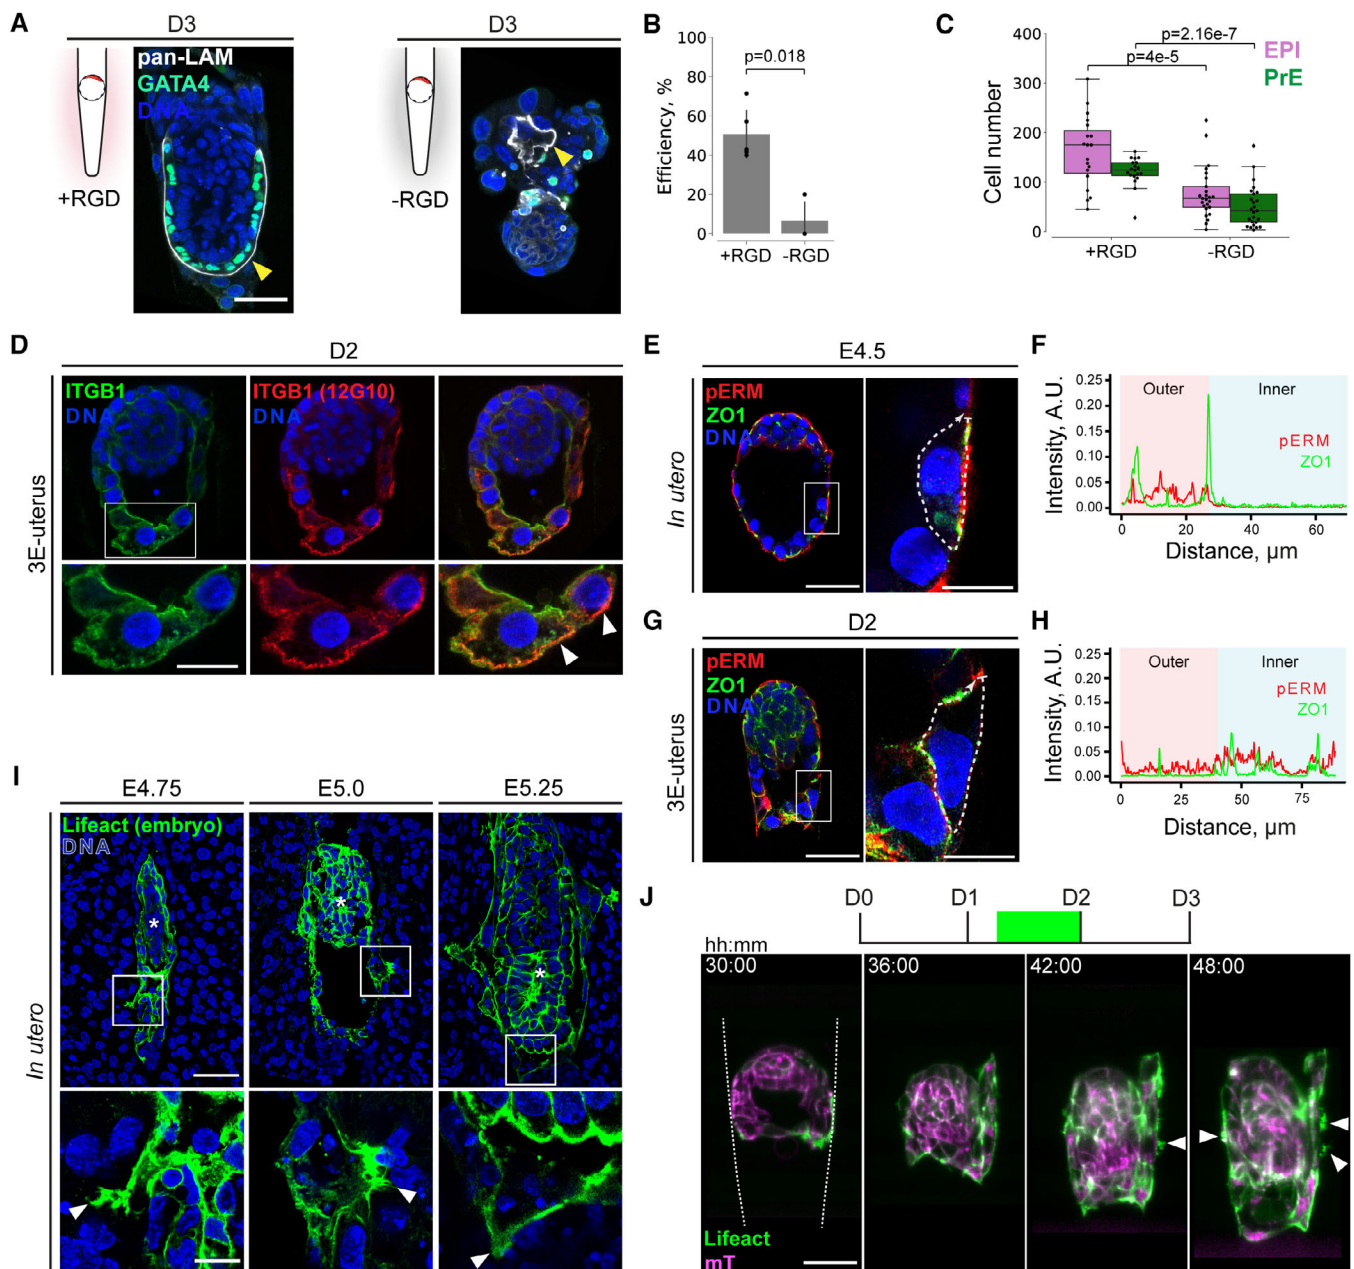 A
D3
D3
pan-LAM
GATA4
DNA
+RGD
-RGD
B
100
80
60
40
20
0
Efficiency, %
p=0.018
+RGD
-RGD
C
400
300
200
100
0
Cell number
p=2.16e-7
p=4e-5
EPI
PrE
+RGD
-RGD
D
D2
3E-uterus
ITGB1
DNA
ITGB1 (12G10)
DNA
E
E4.5
In utero
pERM
ZO1
DNA
F
0.25
0.20
0.15
0.10
0.05
0.00
Intensity, A.U.
Outer
Inner
pERM
ZO1
0
20
40
60
Distance, µm
G
D2
3E-uterus
pERM
ZO1
DNA
H
0.25
0.20
0.15
0.10
0.05
0.00
Intensity, A.U.
Outer
Inner
pERM
ZO1
0
25
50
75
Distance, µm
I
E4.75
E5.0
E5.25
In utero
Lifeact (embryo)
DNA
*
*
*
J
D0
D1
D2
D3
hh:mm
30:00
36:00
42:00
48:00
Lifeact
mT